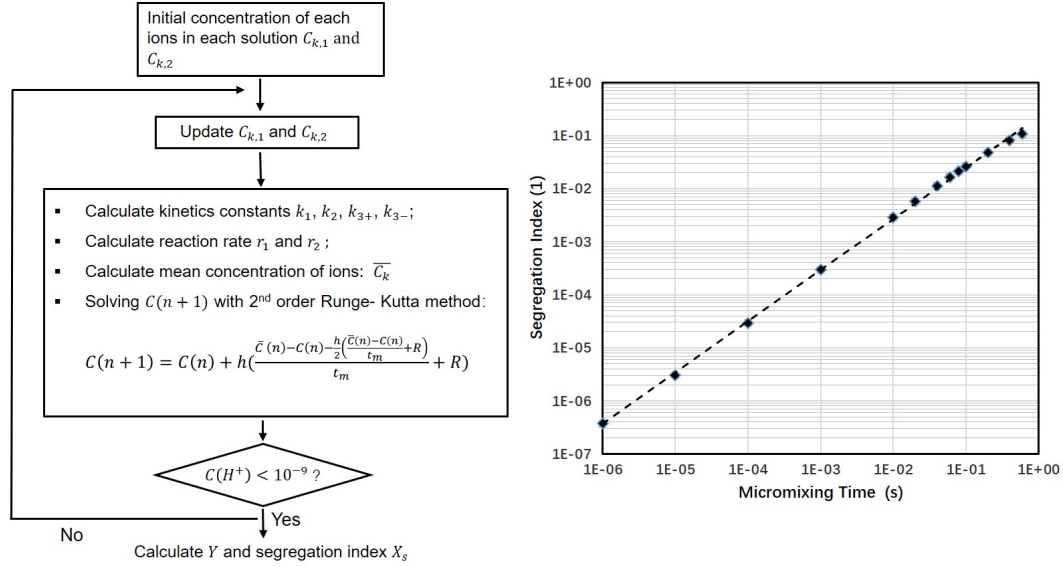 Initial concentration of each
ions in each solution C_{k,1} and
C_{k,2}
Update C_{k,1} and C_{k,2}
▪ Calculate kinetics constants k_1, k_2, k_{3+}, k_{3−};
▪ Calculate reaction rate r_1 and r_2 ;
▪ Calculate mean concentration of ions: \overline{C_k}
▪ Solving C(n + 1) with 2^{nd} order Runge- Kutta method:
C(n + 1) = C(n) + h(\frac{\bar{C}(n)−C(n)−\frac{h}{2}(\frac{\bar{C}(n)−C(n)}{t_m}+R)}{t_m} + R)
C(H^+) < 10^{−9} ?
Yes
No
Calculate Y and segregation index X_s
1E+00
1E-01
1E-02
1E-03
1E-04
1E-05
1E-06
1E-07
Segregation Index (1)
1E-06 1E-05 1E-04 1E-03 1E-02 1E-01 1E+00
Micromixing Time (s)